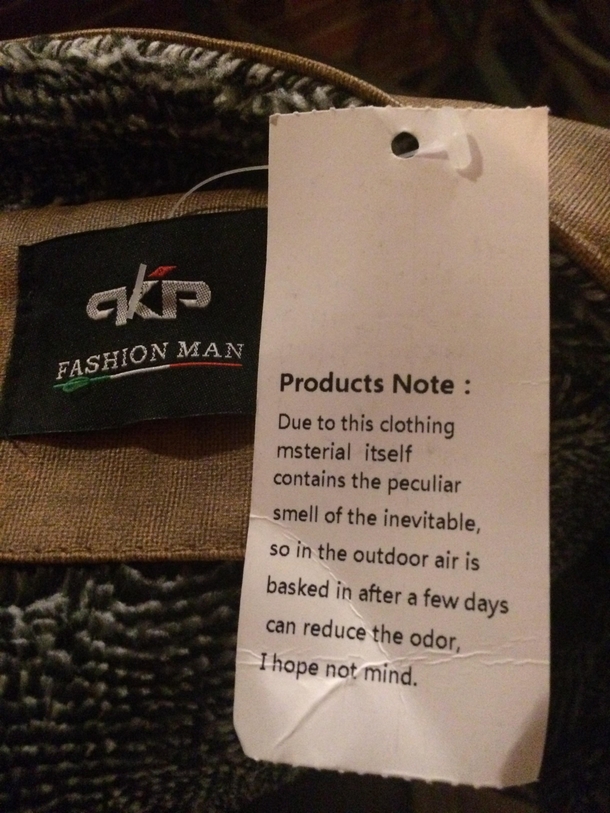 qkp
FASHION MAN
Products Note :
Due to this clothing
msterial itself
contains the peculiar
smell of the inevitable,
so in the outdoor air is
basked in after a few days
can reduce the odor,
I hope not mind.